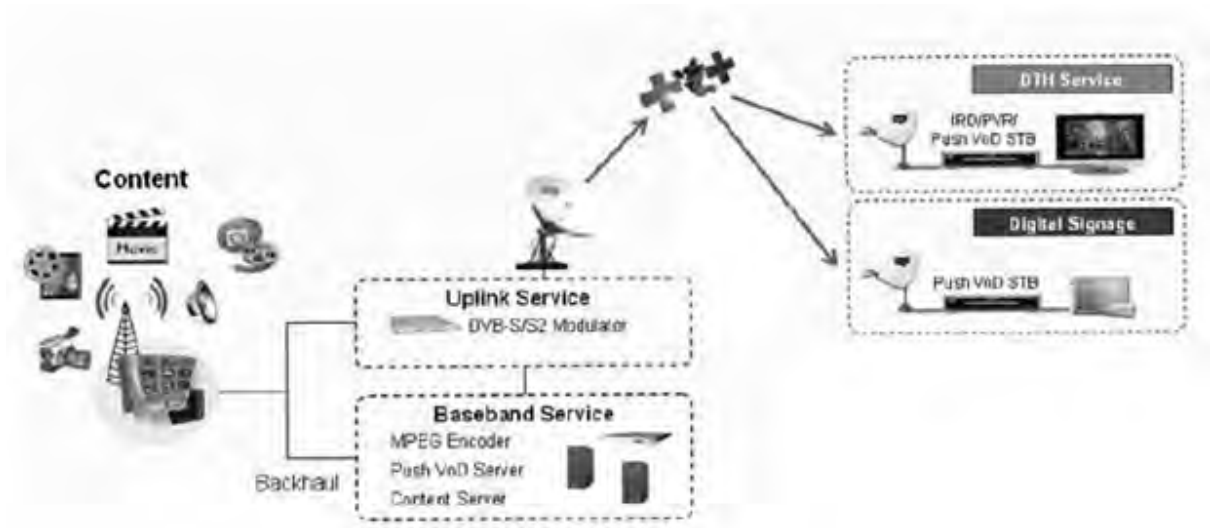 Content
Movie
Backhaul
Uplink Service
DVB-S/S2 Modulator
Baseband Service
MPEG Encoder
Push VoD Server
Content Server
DTH Service
IRD/PVR/
Push VoD STB
Digital Signage
Push VoD STB